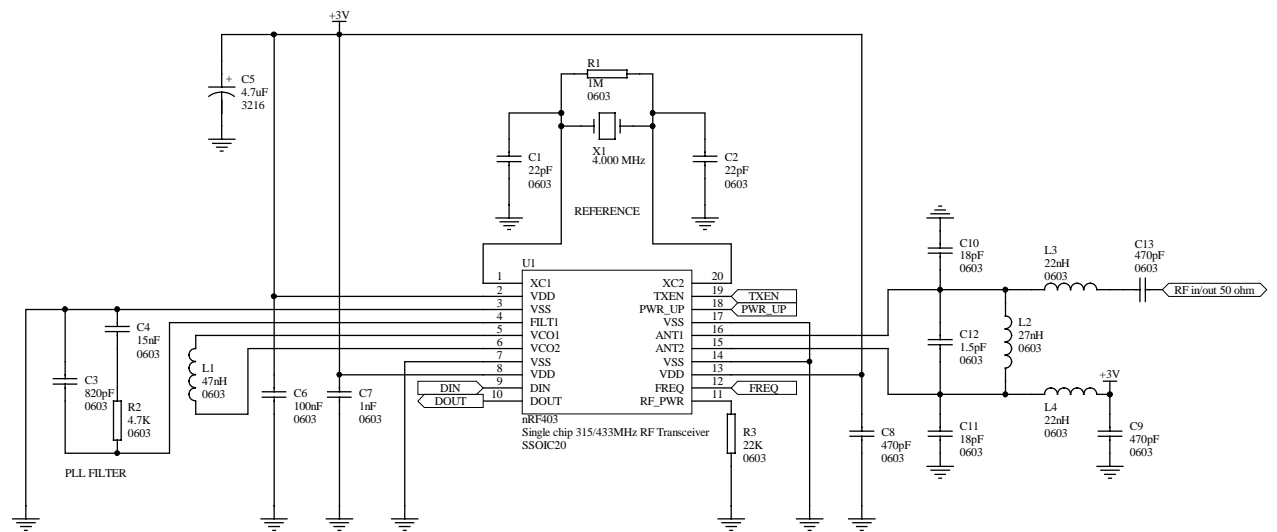 +3V
+
C5
4.7uF
3216
R1
1M
0603
X1
4.000 MHz
C1
22pF
0603
C2
22pF
0603
REFERENCE
U1
1 XC1
2 VDD
3 VSS
4 FILT1
5 VCO1
6 VCO2
7 VSS
8 VDD
9 DIN
10 DOUT
XC2 20
TXEN 19
PWR_UP 18
VSS 17
ANT1 16
ANT2 15
VSS 14
VDD 13
FREQ 12
RF_PWR 11
nRF403
Single chip 315/433MHz RF Transceiver
SSOIC20
TXEN
PWR_UP
FREQ
DIN
DOUT
C4
15nF
0603
C3
820pF
0603
R2
4.7K
0603
PLL FILTER
L1
47nH
0603
C6
100nF
0603
C7
1nF
0603
R3
22K
0603
C8
470pF
0603
C10
18pF
0603
C12
1.5pF
0603
C11
18pF
0603
L3
22nH
0603
L2
27nH
0603
L4
22nH
0603
C13
470pF
0603
RF in/out 50 ohm
+3V
C9
470pF
0603